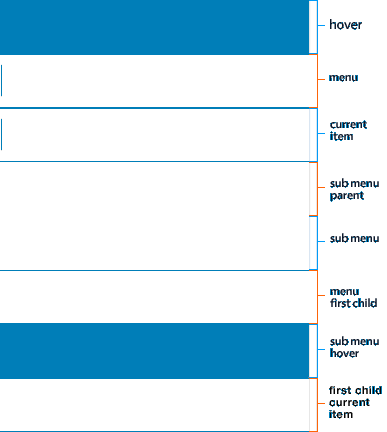 hover
menu
current
item
sub menu
parent
sub menu
menu
first child
sub menu
hover
first child
current
item